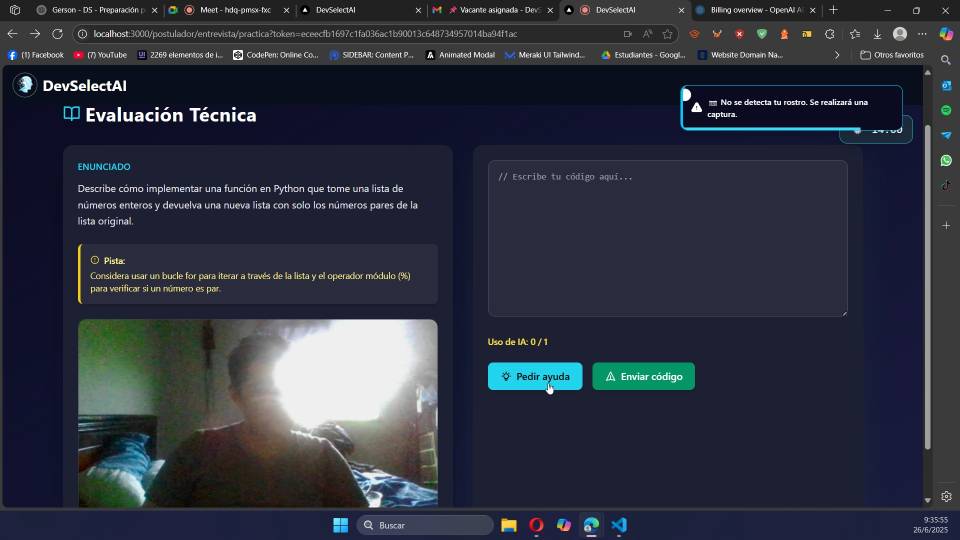 Gerson - DS - Preparación p
Meet - hdq-pmsx-fxc
DevSelectAI
Vacante asignada - DevS
DevSelectAI
Billing overview - OpenAI A
localhost:3000/postulador/entrevista/practica?token=eceecfb1697c1fa036ac1b90013c648734957014ba94f1ac
(1) Facebook
(7) YouTube
2269 elementos de i...
CodePen: Online Co...
SIDEBAR: Content P...
Animated Modal
Meraki UI Tailwind...
Estudiantes - Googl...
Website Domain Na...
Otros favoritos
DevSelectAI
No se detecta tu rostro. Se realizará una
captura.
Evaluación Técnica
ENUNCIADO
Describe cómo implementar una función en Python que tome una lista de
números enteros y devuelva una nueva lista con solo los números pares de la
lista original.
Pista:
Considera usar un bucle for para iterar a través de la lista y el operador módulo (%)
para verificar si un número es par.
// Escribe tu código aquí...
Uso de IA: 0 / 1
Pedir ayuda
Enviar código
Buscar
9:35:55
26/6/2025